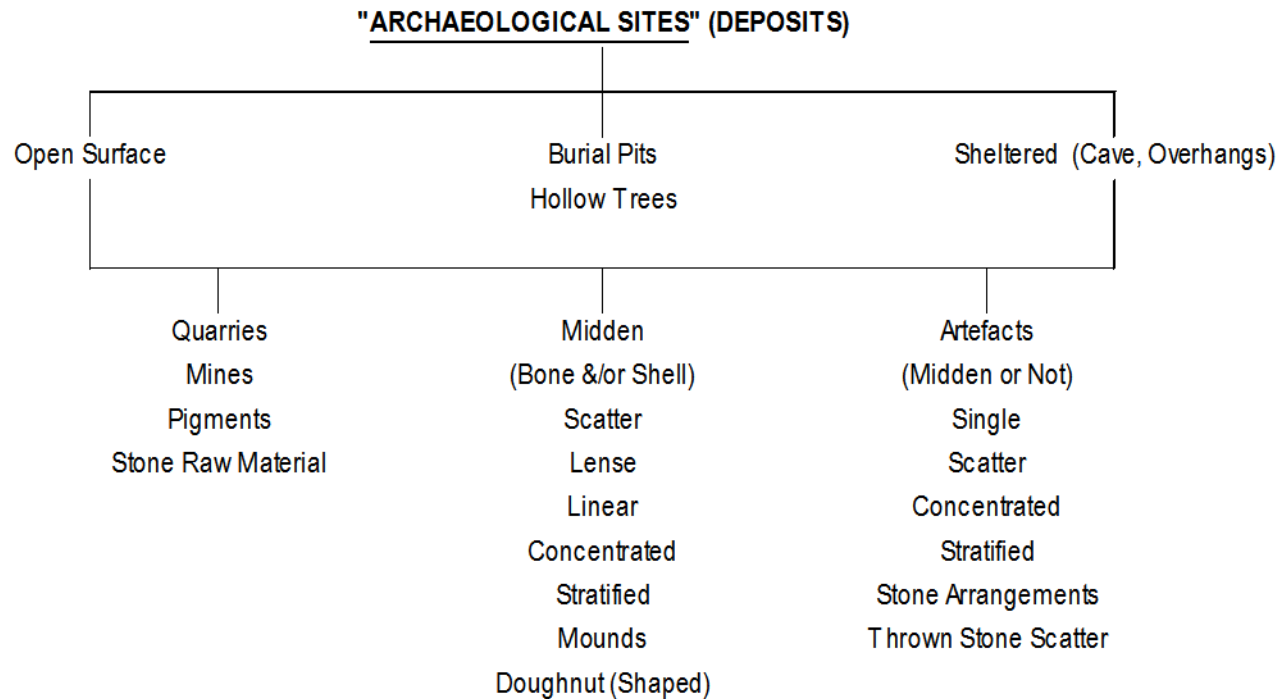 "ARCHAEOLOGICAL SITES" (DEPOSITS)
Open Surface
Burial Pits
Hollow Trees
Sheltered (Cave, Overhangs)
Quarries
Mines
Pigments
Stone Raw Material
Midden
(Bone &/or Shell)
Scatter
Lense
Linear
Concentrated
Stratified
Mounds
Doughnut (Shaped)
Artefacts
(Midden or Not)
Single
Scatter
Concentrated
Stratified
Stone Arrangements
Thrown Stone Scatter